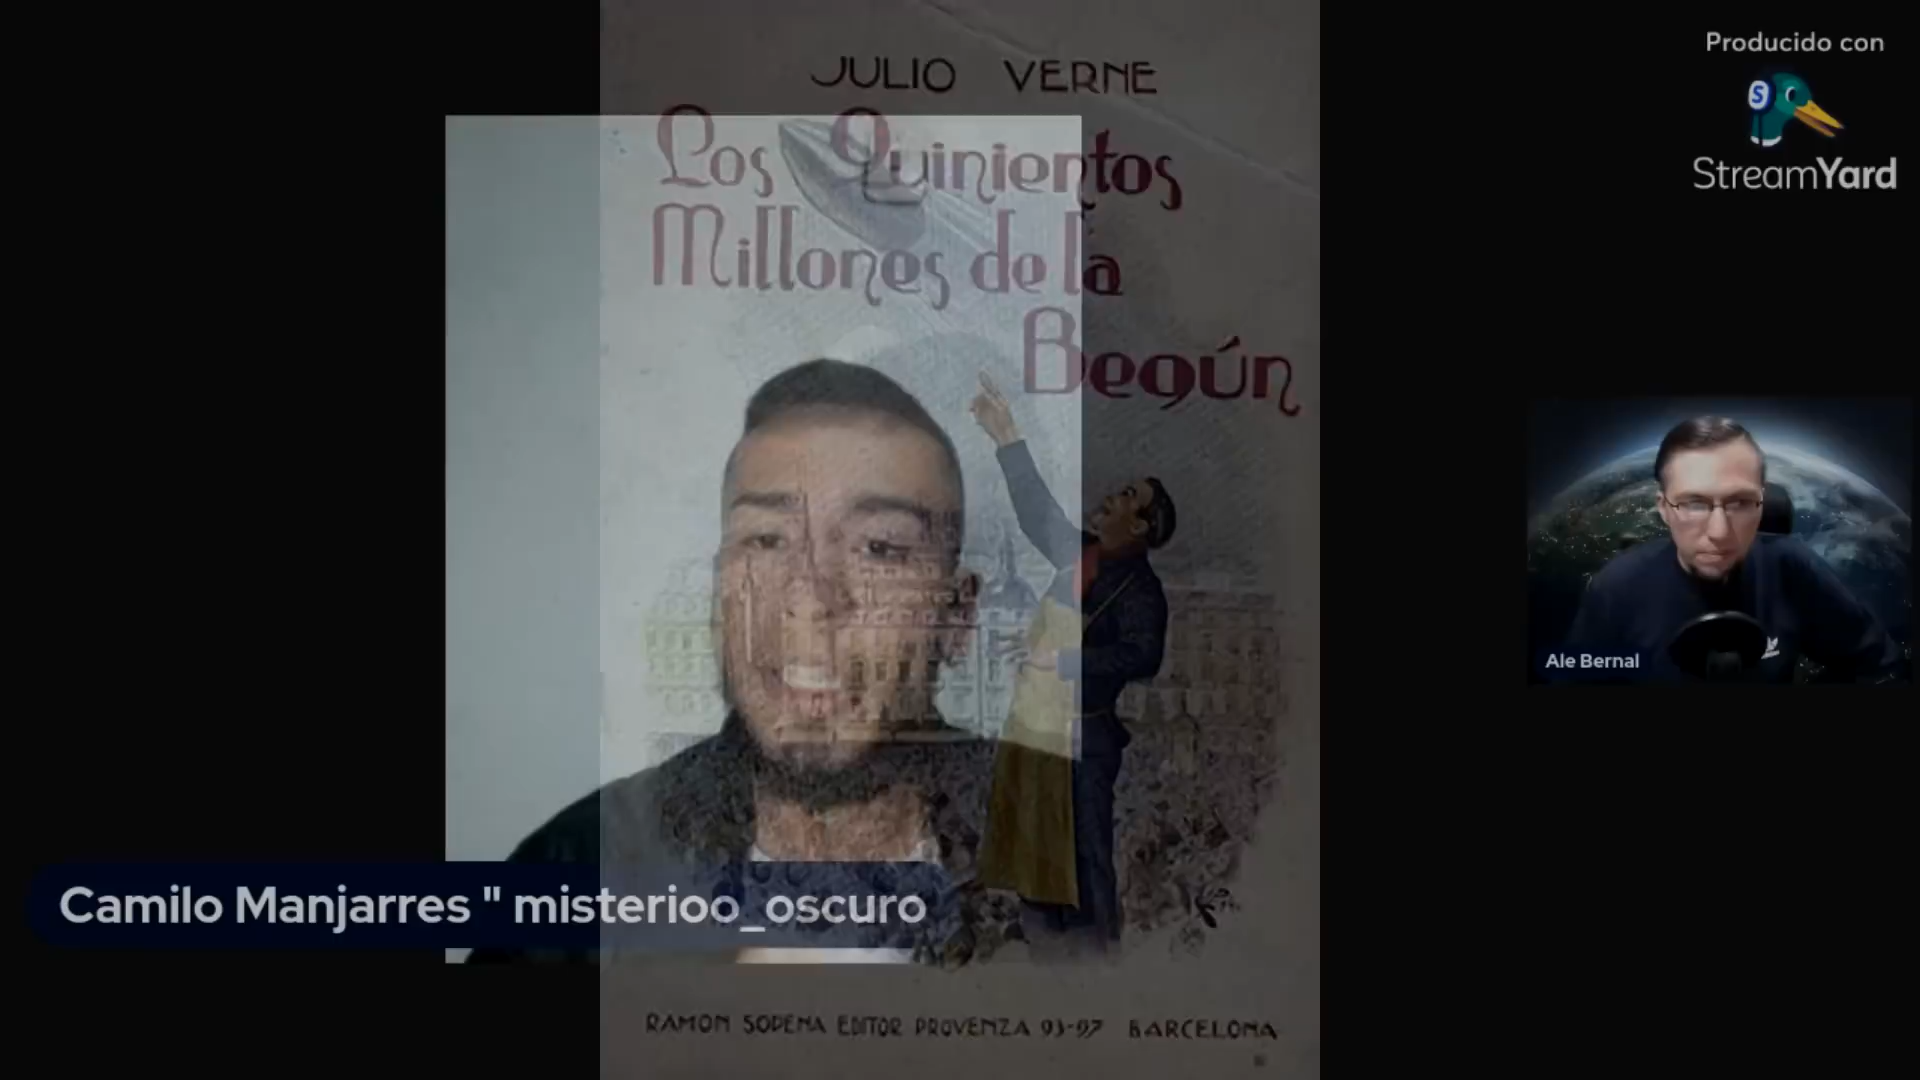 Producido con
StreamYard
JULIO VERNE
Los Quinientos
Millones de la
Begún
Ale Bernal
Camilo Manjarres " misterioo_oscuro
RAMON SOPENA EDITOR PROVENZA 93-97 BARCELONA